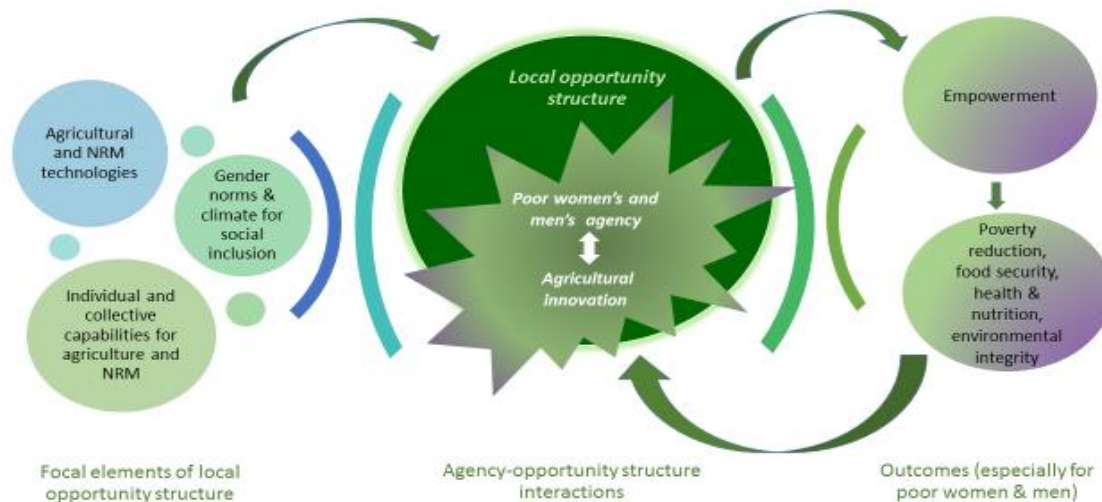 Agricultural
and NRM
technologies
Gender
norms &
climate for
social
inclusion
Individual and
collective
capabilities for
agriculture and
NRM
Local opportunity
structure
Poor women's and
men's agency
Agricultural
innovation
Empowerment
Poverty
reduction,
food security,
health &
nutrition,
environmental
integrity
Focal elements of local
opportunity structure
Agency-opportunity structure
interactions
Outcomes (especially for
poor women & men)